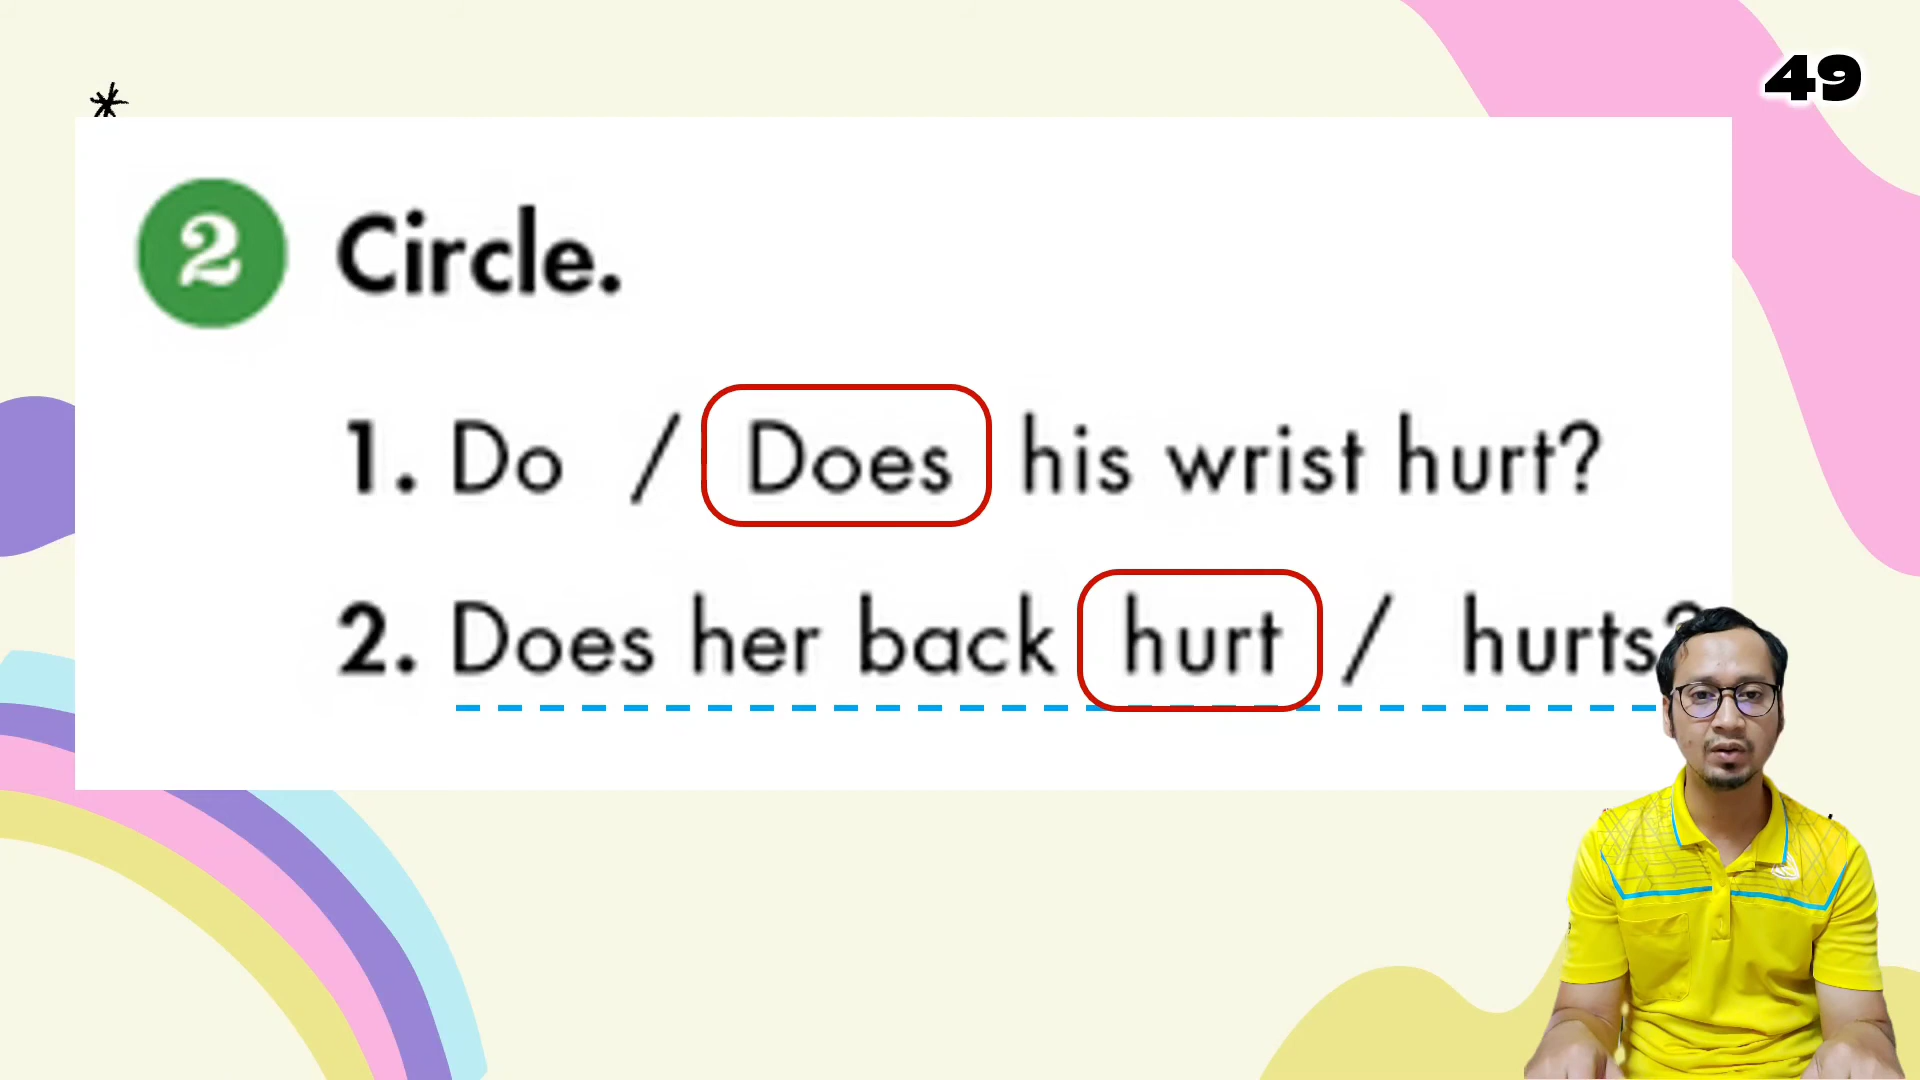 49
2 Circle.
1. Do / Does his wrist hurt?
2. Does her back hurt / hurts?